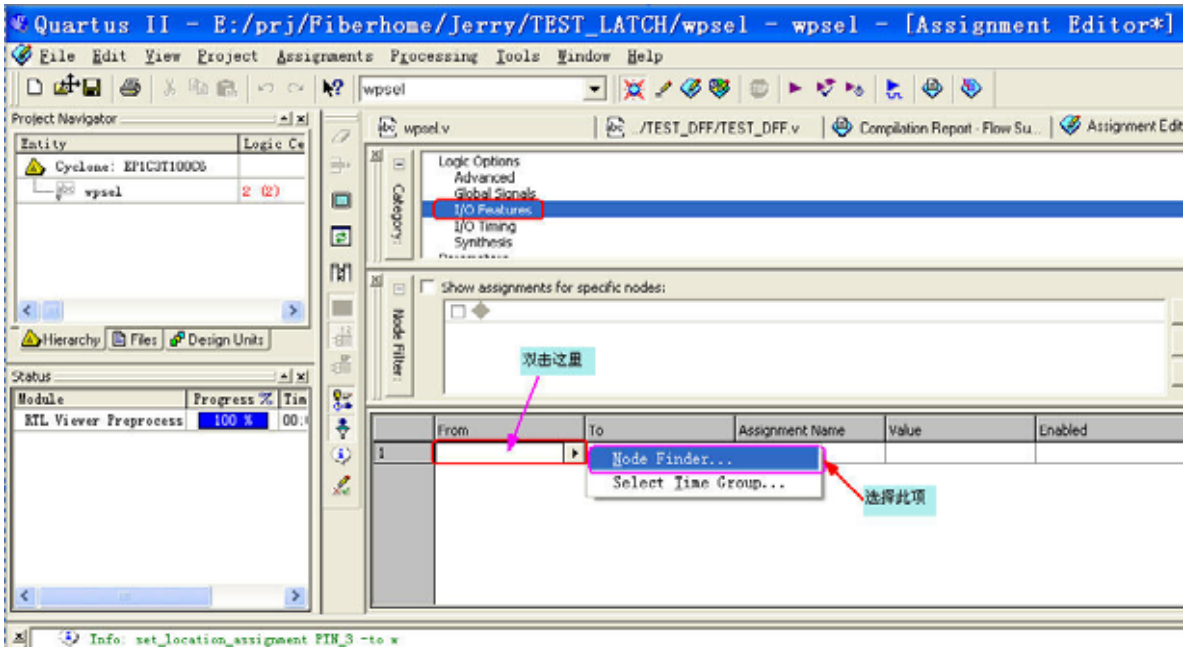 Quartus II - E:/prj/Fiberhome/Jerry/TEST_LATCH/wpsel - wpsel - [Assignment Editor*]
File Edit View Project Assignments Processing Tools Window Help
wpsel
Project Navigator
Entity Logic Ce
Cyclone: EP1C3T100C6
wpsel 2 (2)
Hierarchy Files Design Units
Status
Module Progress % Tim
RTL Viewer Preprocess 100 % 00:
wpsel.v ../TEST_DFF/TEST_DFF.v Compilation Report - Flow Su... Assignment Edit
Category:
Logic Options
Advanced
Global Signals
I/O Features
I/O Timing
Synthesis
Node Filter:
Show assignments for specific nodes:
双击这里
From To Assignment Name Value Enabled
1
Node Finder...
Select Time Group...
选择此项
Info: set_location_assignment PIN_3 -to w